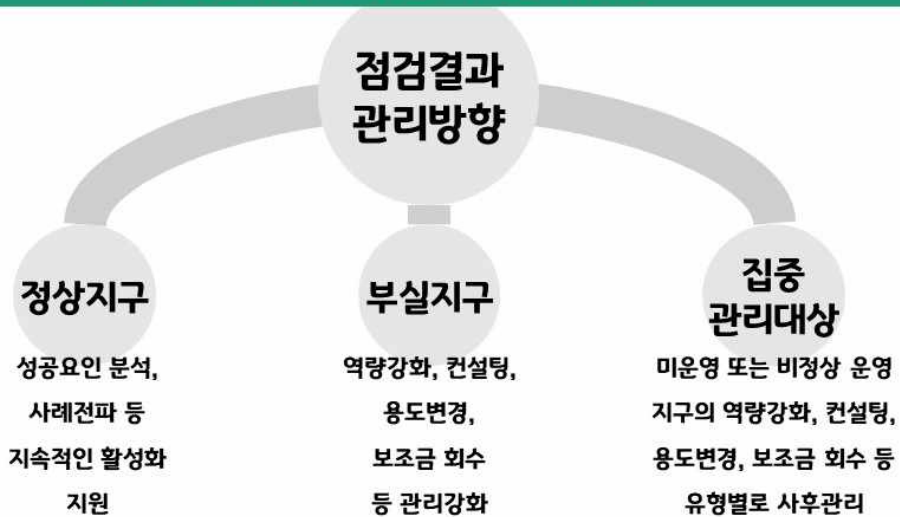 점검결과
관리방향
정상지구
성공요인 분석,
사례전파 등
지속적인 활성화
지원
부실지구
역량강화, 컨설팅,
용도변경,
보조금 회수
등 관리강화
집중
관리대상
미운영 또는 비정상 운영
지구의 역량강화, 컨설팅,
용도변경, 보조금 회수 등
유형별로 사후관리